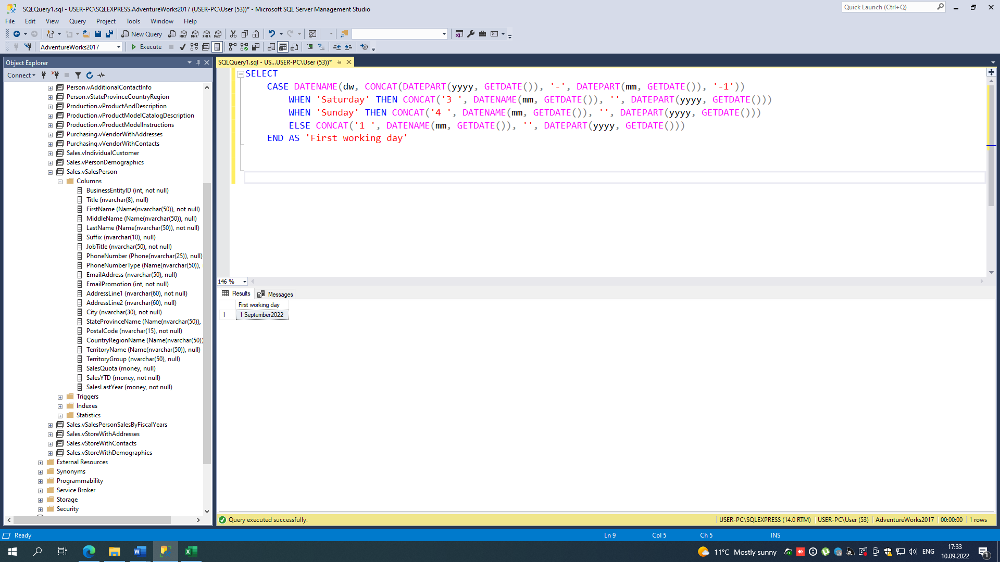 SQLQuery1.sql - USER-PC\SQLEXPRESS.AdventureWorks2017 (USER-PC\User (53))* - Microsoft SQL Server Management Studio
Quick Launch (Ctrl+Q)
File Edit View Query Project Tools Window Help
New Query MDX DMX XMLA DAX
AdventureWorks2017 Execute
Object Explorer
SQLQuery1.sql - US...USER-PC\User (53))*
Connect
Person.vAdditionalContactInfo
Person.vStateProvinceCountryRegion
Production.vProductAndDescription
Production.vProductModelCatalogDescription
Production.vProductModelInstructions
Purchasing.vVendorWithAddresses
Purchasing.vVendorWithContacts
Sales.vIndividualCustomer
Sales.vPersonDemographics
Sales.vSalesPerson
Columns
BusinessEntityID (int, not null)
Title (nvarchar(8), null)
FirstName (Name(nvarchar(50)), not null)
MiddleName (Name(nvarchar(50)), null)
LastName (Name(nvarchar(50)), not null)
Suffix (nvarchar(10), null)
JobTitle (nvarchar(50), not null)
PhoneNumber (Phone(nvarchar(25)), null)
PhoneNumberType (Name(nvarchar(50)),
EmailAddress (nvarchar(50), null)
EmailPromotion (int, not null)
AddressLine1 (nvarchar(60), not null)
AddressLine2 (nvarchar(60), null)
City (nvarchar(30), not null)
StateProvinceName (Name(nvarchar(50)),
PostalCode (nvarchar(15), not null)
CountryRegionName (Name(nvarchar(50))
TerritoryName (Name(nvarchar(50)), null)
TerritoryGroup (nvarchar(50), null)
SalesQuota (money, null)
SalesYTD (money, not null)
SalesLastYear (money, not null)
Triggers
Indexes
Statistics
Sales.vSalesPersonSalesByFiscalYears
Sales.vStoreWithAddresses
Sales.vStoreWithContacts
Sales.vStoreWithDemographics
External Resources
Synonyms
Programmability
Service Broker
Storage
Security
SELECT
CASE DATENAME(dw, CONCAT(DATEPART(yyyy, GETDATE()), '-', DATEPART(mm, GETDATE()), '-1'))
WHEN 'Saturday' THEN CONCAT('3 ', DATENAME(mm, GETDATE()), '', DATEPART(yyyy, GETDATE()))
WHEN 'Sunday' THEN CONCAT('4 ', DATENAME(mm, GETDATE()), '', DATEPART(yyyy, GETDATE()))
ELSE CONCAT('1 ', DATENAME(mm, GETDATE()), '', DATEPART(yyyy, GETDATE()))
END AS 'First working day'
146 %
Results Messages
First working day
1 1 September2022
Query executed successfully.
USER-PC\SQLEXPRESS (14.0 RTM) USER-PC\User (53) AdventureWorks2017 00:00:00 1 rows
Ready
Ln 9 Col 5 Ch 5 INS
11°C Mostly sunny
ENG
17:33
10.09.2022
1